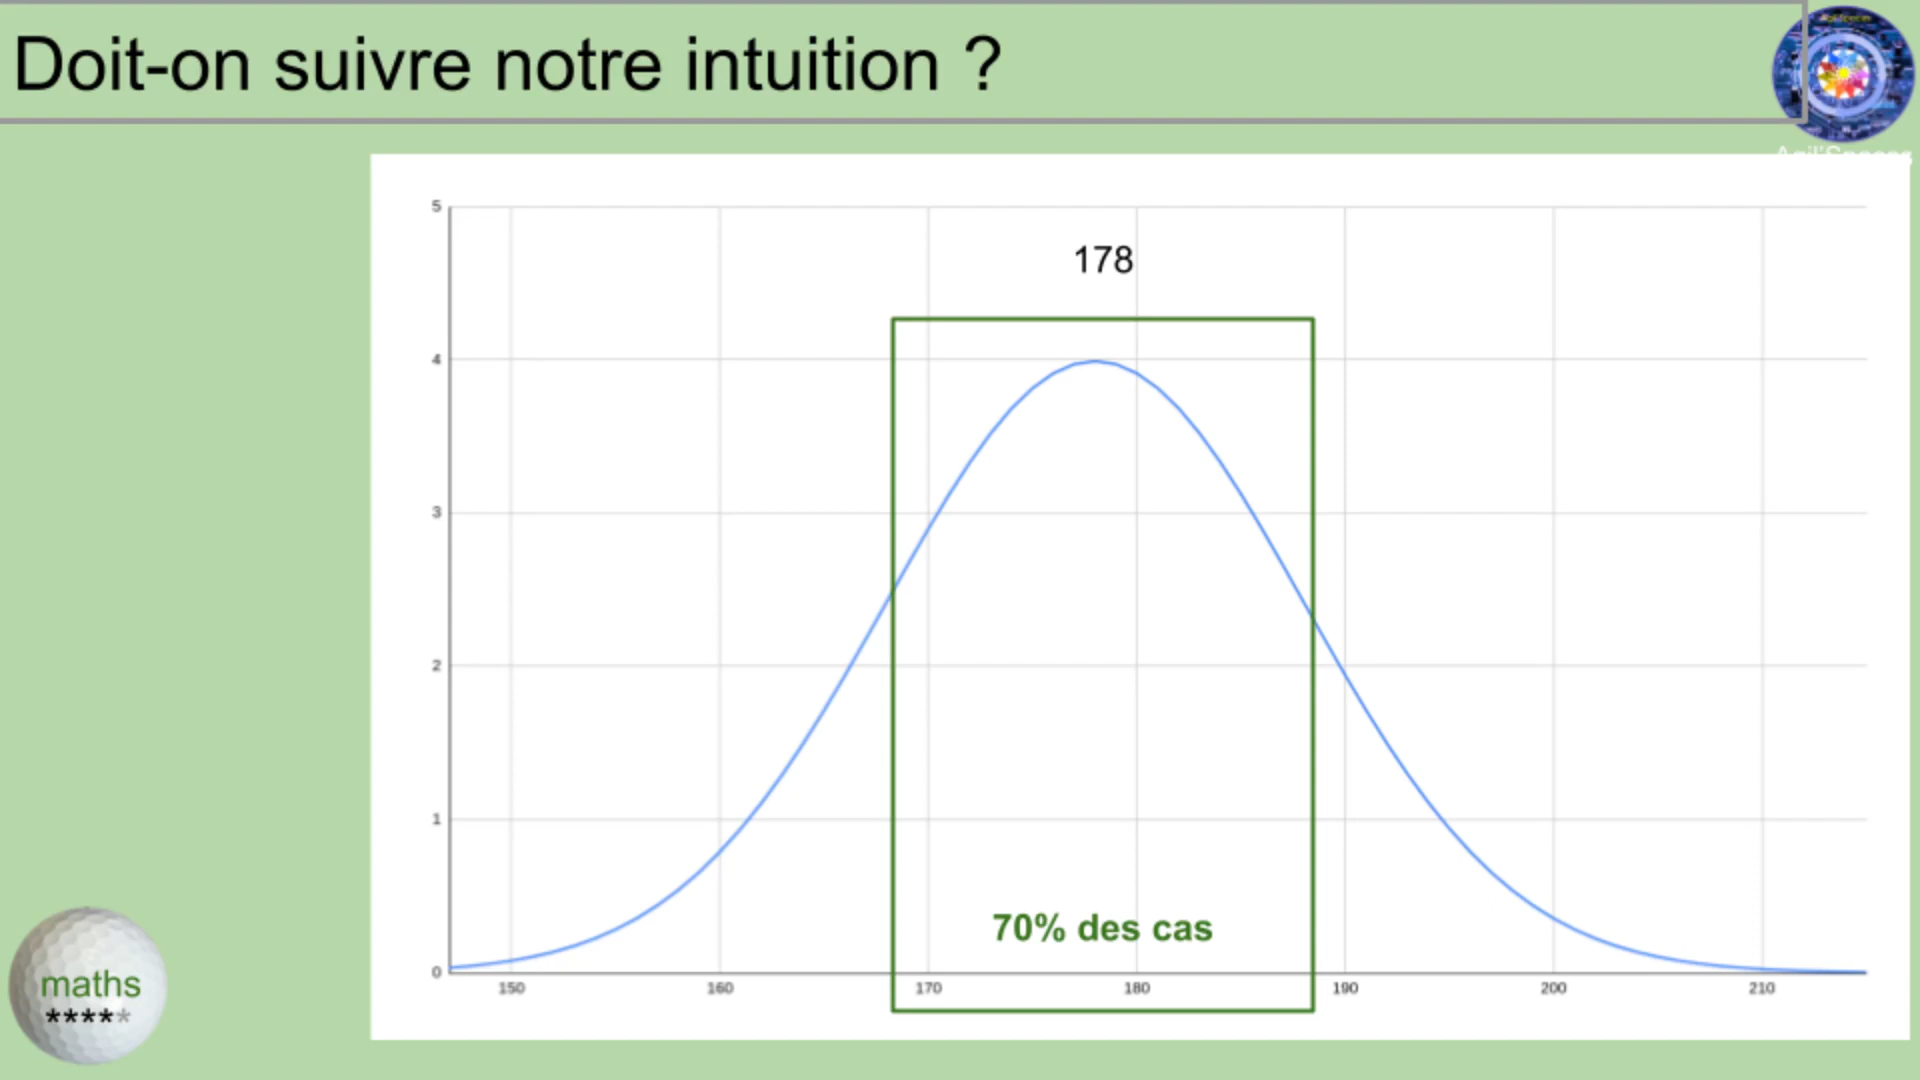 Doit-on suivre notre intuition ?
5
178
4
3
2
1
70% des cas
0
150 160 170 180 190 200 210
maths
*****